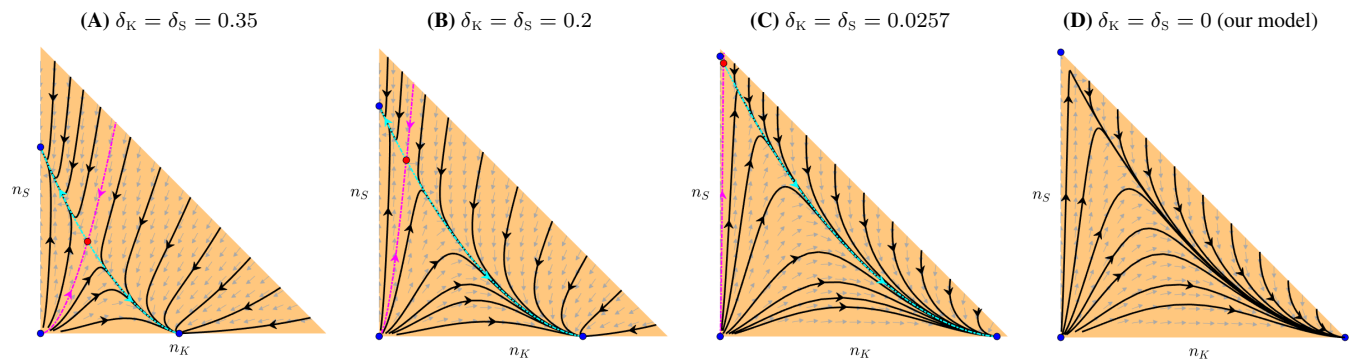 (A) δ_K = δ_S = 0.35
(B) δ_K = δ_S = 0.2
(C) δ_K = δ_S = 0.0257
(D) δ_K = δ_S = 0 (our model)
n_S
n_S
n_S
n_S
n_K
n_K
n_K
n_K